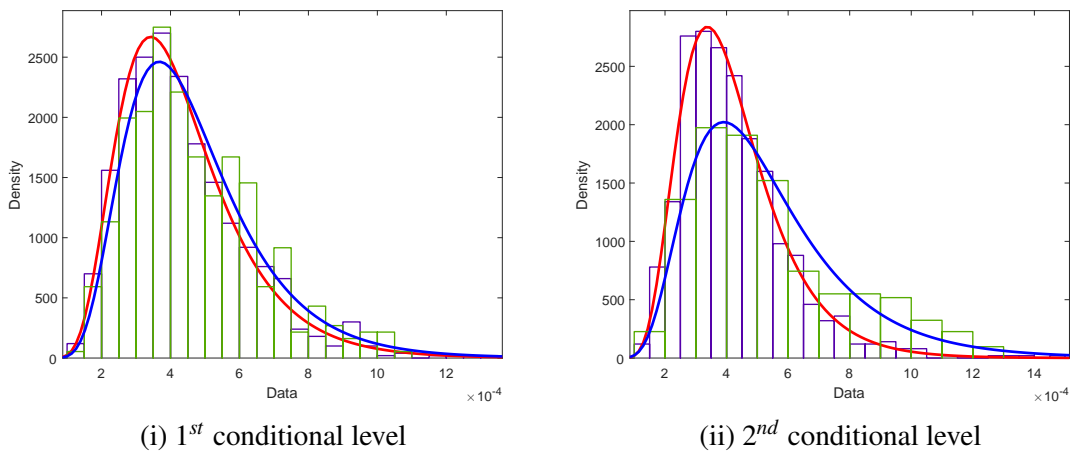 2500
2000
1500
1000
500
0
Density
2 4 6 8 10 12
Data
×10⁻⁴
(i) 1ˢᵗ conditional level
2500
2000
1500
1000
500
0
Density
2 4 6 8 10 12 14
Data
×10⁻⁴
(ii) 2ⁿᵈ conditional level